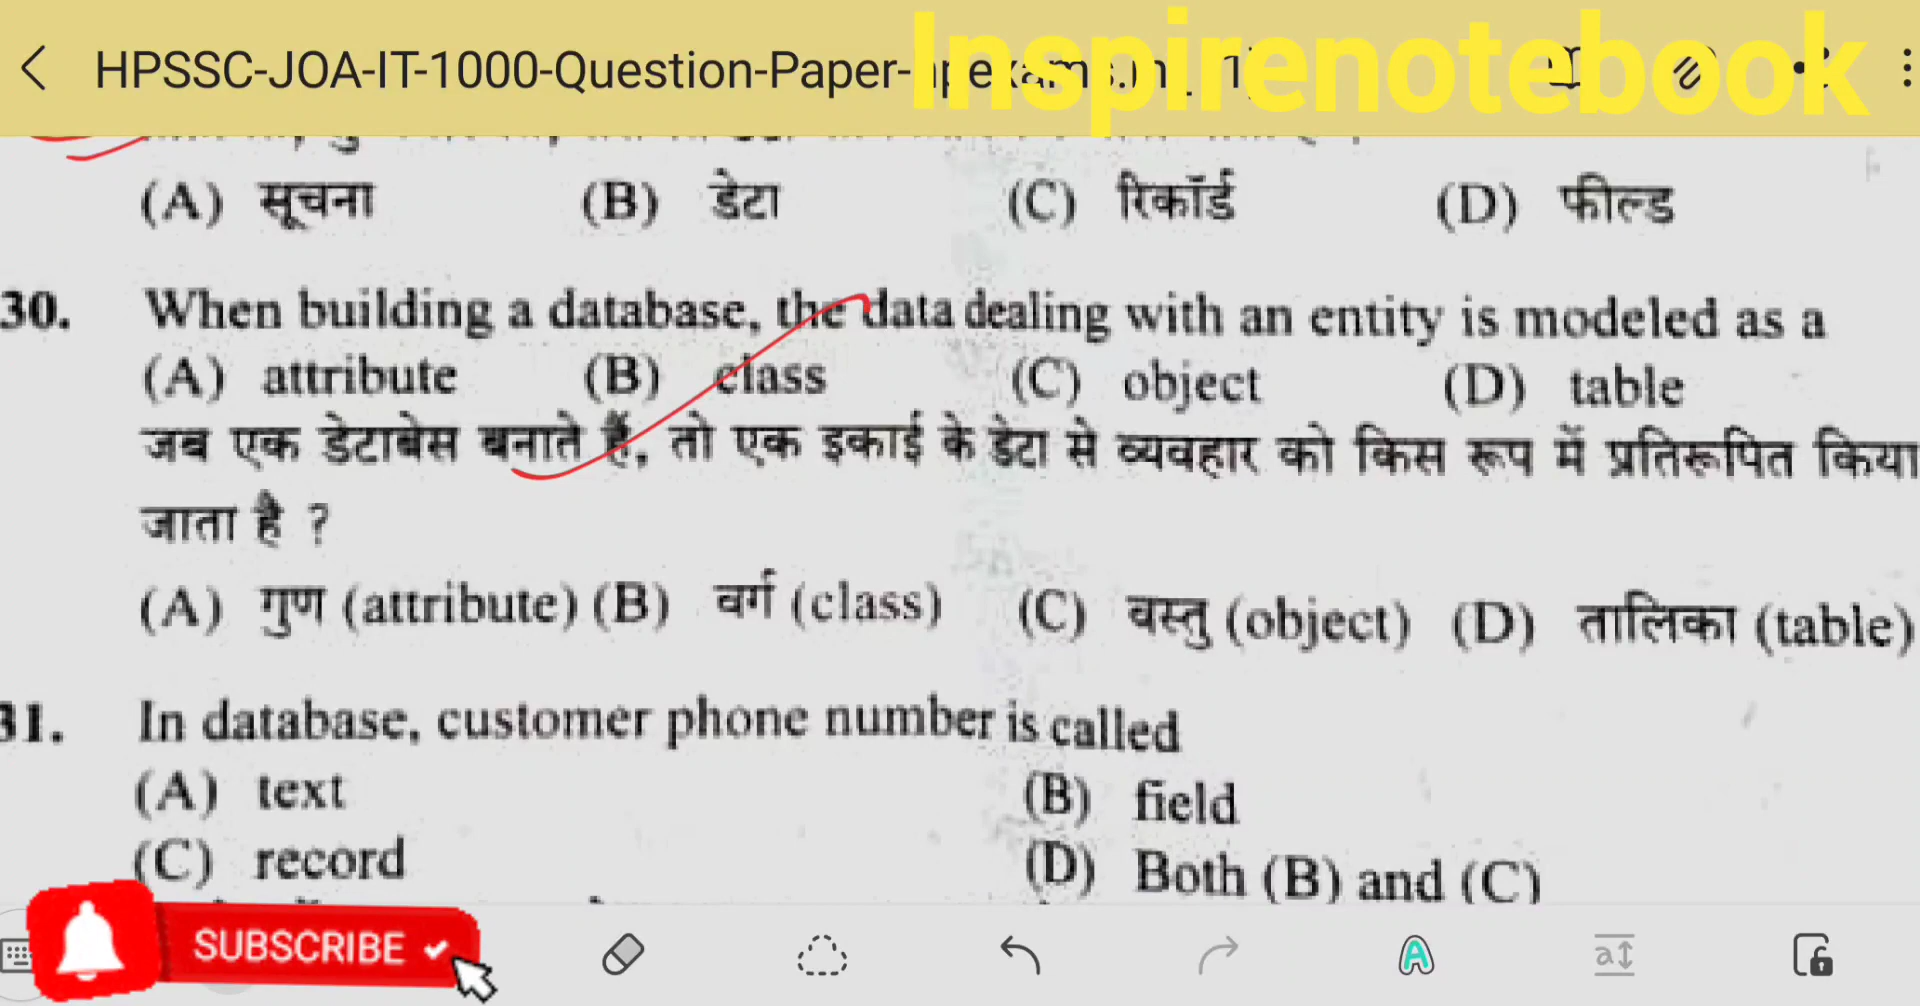 HPSSC-JOA-IT-1000-Question-Paper-
Inspirenotebook
(A) सूचना (B) डेटा (C) रिकॉर्ड (D) फील्ड
30. When building a database, the data dealing with an entity is modeled as a
(A) attribute (B) class (C) object (D) table
जब एक डेटाबेस बनाते हैं, तो एक इकाई के डेटा से व्यवहार को किस रूप में प्रतिरूपित किया
जाता है ?
(A) गुण (attribute) (B) वर्ग (class) (C) वस्तु (object) (D) तालिका (table)
31. In database, customer phone number is called
(A) text (B) field
(C) record (D) Both (B) and (C)
SUBSCRIBE